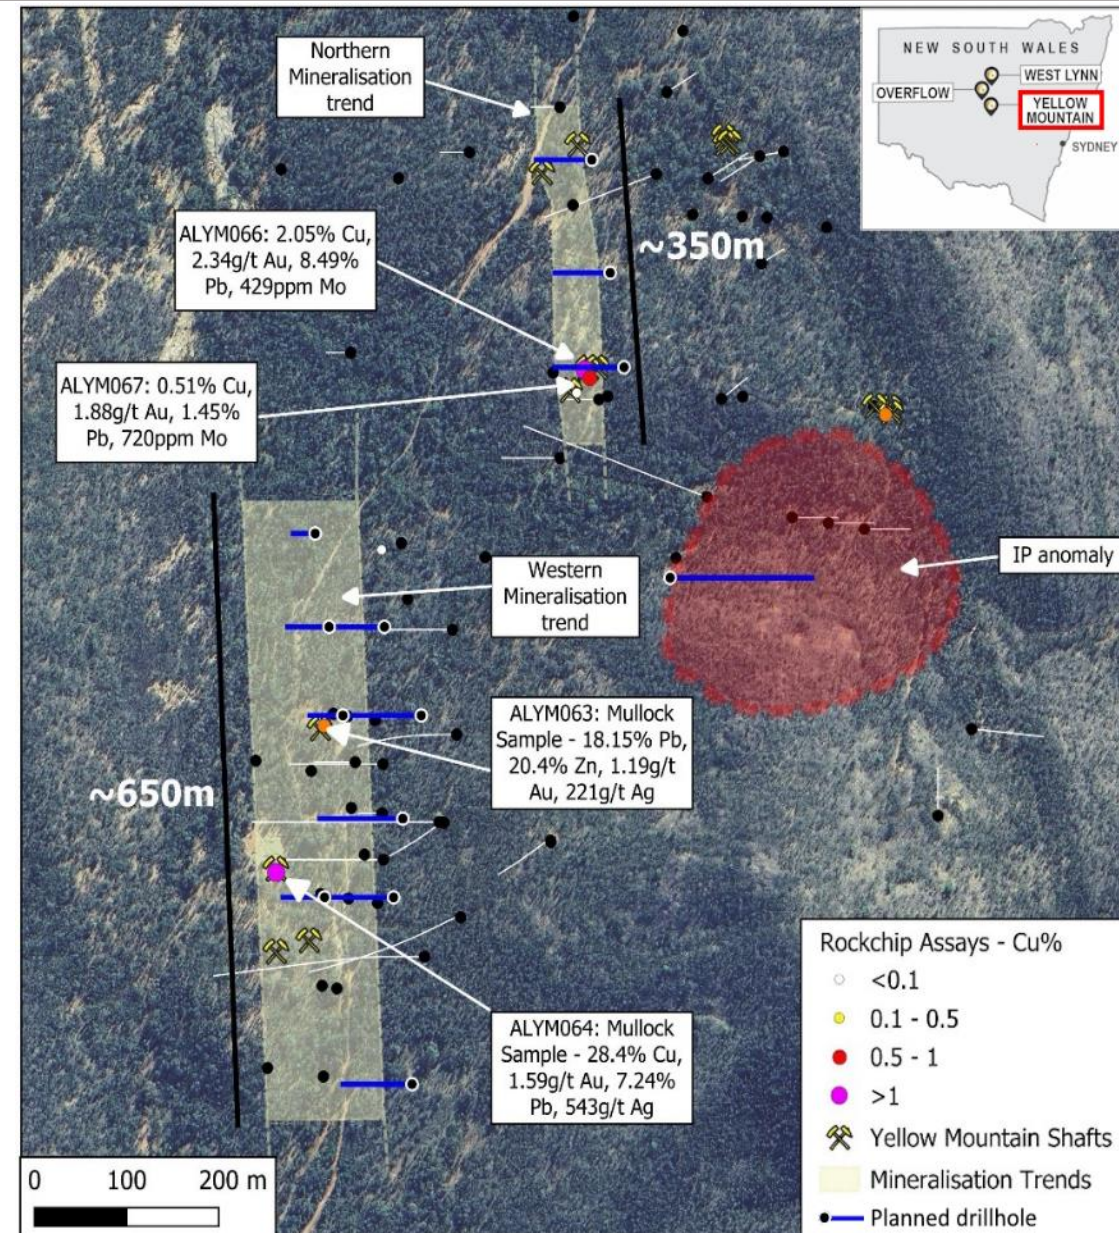 Northern
Mineralisation
trend
NEW SOUTH WALES
WEST LYNN
OVERFLOW
YELLOW
MOUNTAIN
SYDNEY
ALYM066: 2.05% Cu,
2.34g/t Au, 8.49%
Pb, 429ppm Mo
~350m
ALYM067: 0.51% Cu,
1.88g/t Au, 1.45%
Pb, 720ppm Mo
IP anomaly
Western
Mineralisation
trend
~650m
ALYM063: Mullock
Sample - 18.15% Pb,
20.4% Zn, 1.19g/t
Au, 221g/t Ag
ALYM064: Mullock
Sample - 28.4% Cu,
1.59g/t Au, 7.24%
Pb, 543g/t Ag
Rockchip Assays - Cu%
<0.1
0.1 - 0.5
0.5 - 1
>1
Yellow Mountain Shafts
Mineralisation Trends
Planned drillhole
0 100 200 m